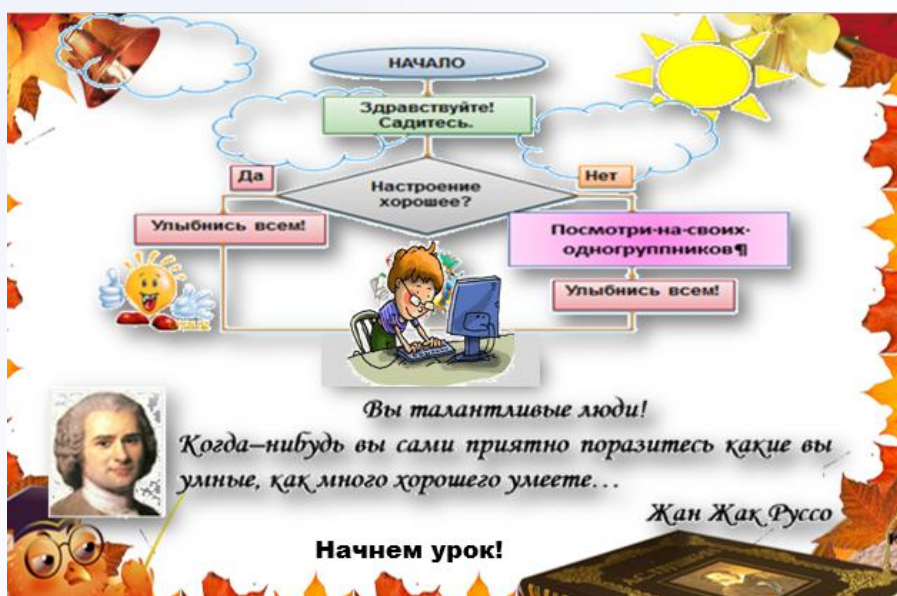 НАЧАЛО
Здравствуйте!
Садитесь.
Да
Нет
Настроение
хорошее?
Улыбнись всем!
Посмотри·на·своих·
одногруппников¶
Улыбнись всем!
Вы талантливые люди!
Когда–нибудь вы сами приятно поразитесь какие вы
умные, как много хорошего умеете…
Жан Жак Руссо
Начнем урок!